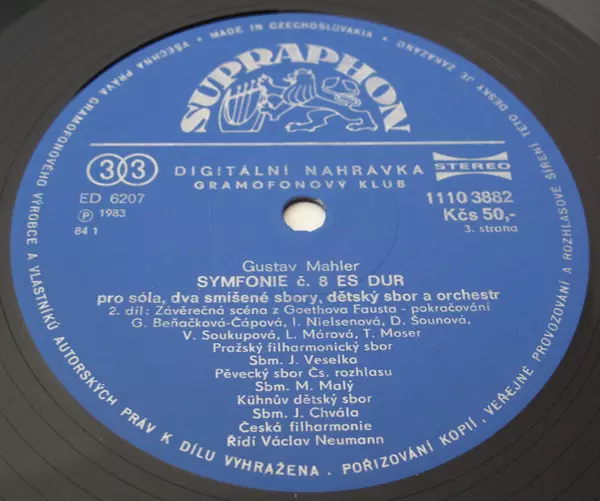 • MADE IN CZECHOSLOVAKIA •
VŠECHNA PRÁVA GRAMOFONOVÉHO VÝROBCE A VLASTNÍKŮ AUTORSKÝCH PRÁV K DÍLU VYHRAŽENA. POŘIZOVÁNÍ KOPIÍ, VEŘEJNÉ PROVOZOVÁNÍ A ROZHLASOVÉ ŠÍŘENÍ TÉTO DESKY JE ZAKÁZÁNO
SUPRAPHON
33 DIGITÁLNÍ NAHRÁVKA STEREO
GRAMOFONOVÝ KLUB
ED 6207 1110 3882
Ⓟ 1983 Kčs 50,-
84 1 3. strana
Gustav Mahler
SYMFONIE č. 8 ES DUR
pro sóla, dva smíšené sbory, dětský sbor a orchestr
2. díl: Závěrečná scéna z Goethova Fausta - pokračování
G. Beňačková-Čápová, I. Nielsenová, D. Šounová,
V. Soukupová, L. Márová, T. Moser
Pražský filharmonický sbor
Sbm. J. Veselka
Pěvecký sbor Čs. rozhlasu
Sbm. M. Malý
Kühnův dětský sbor
Sbm. J. Chvála
Česká filharmonie
Řídí Václav Neumann